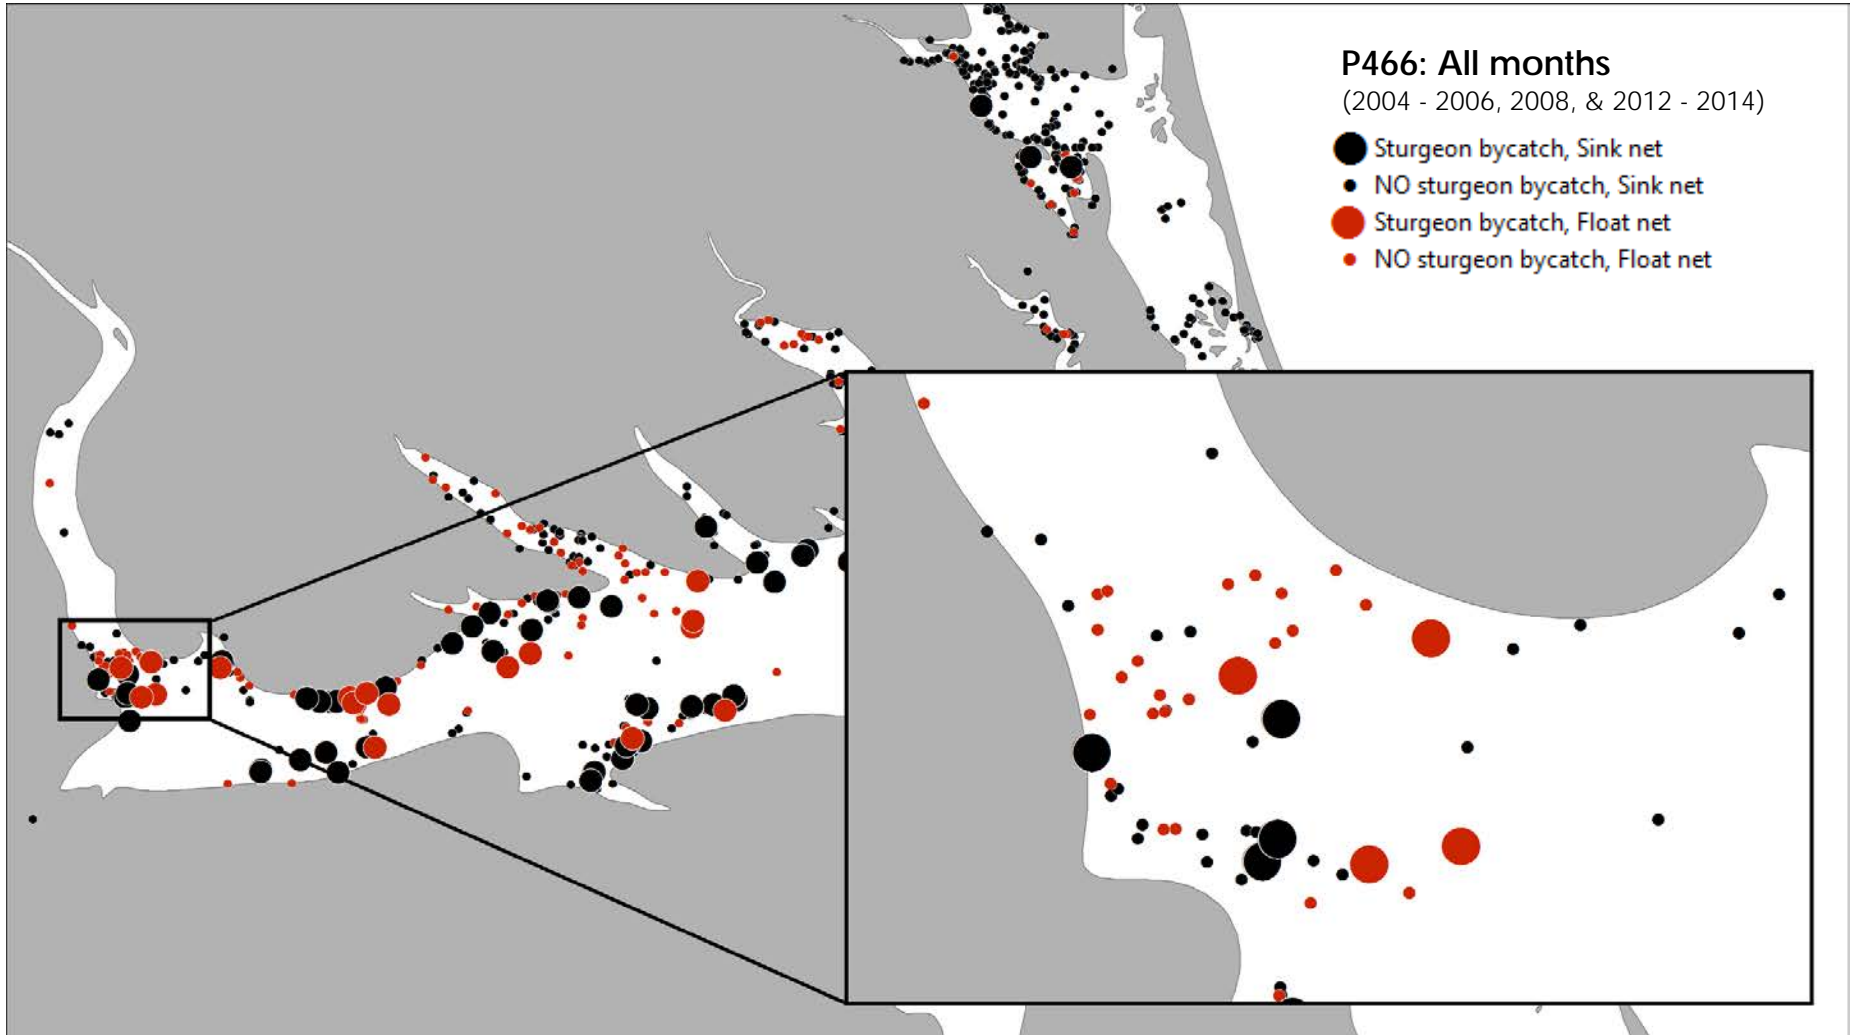 P466: All months
(2004 - 2006, 2008, & 2012 - 2014)
Sturgeon bycatch, Sink net
NO sturgeon bycatch, Sink net
Sturgeon bycatch, Float net
NO sturgeon bycatch, Float net